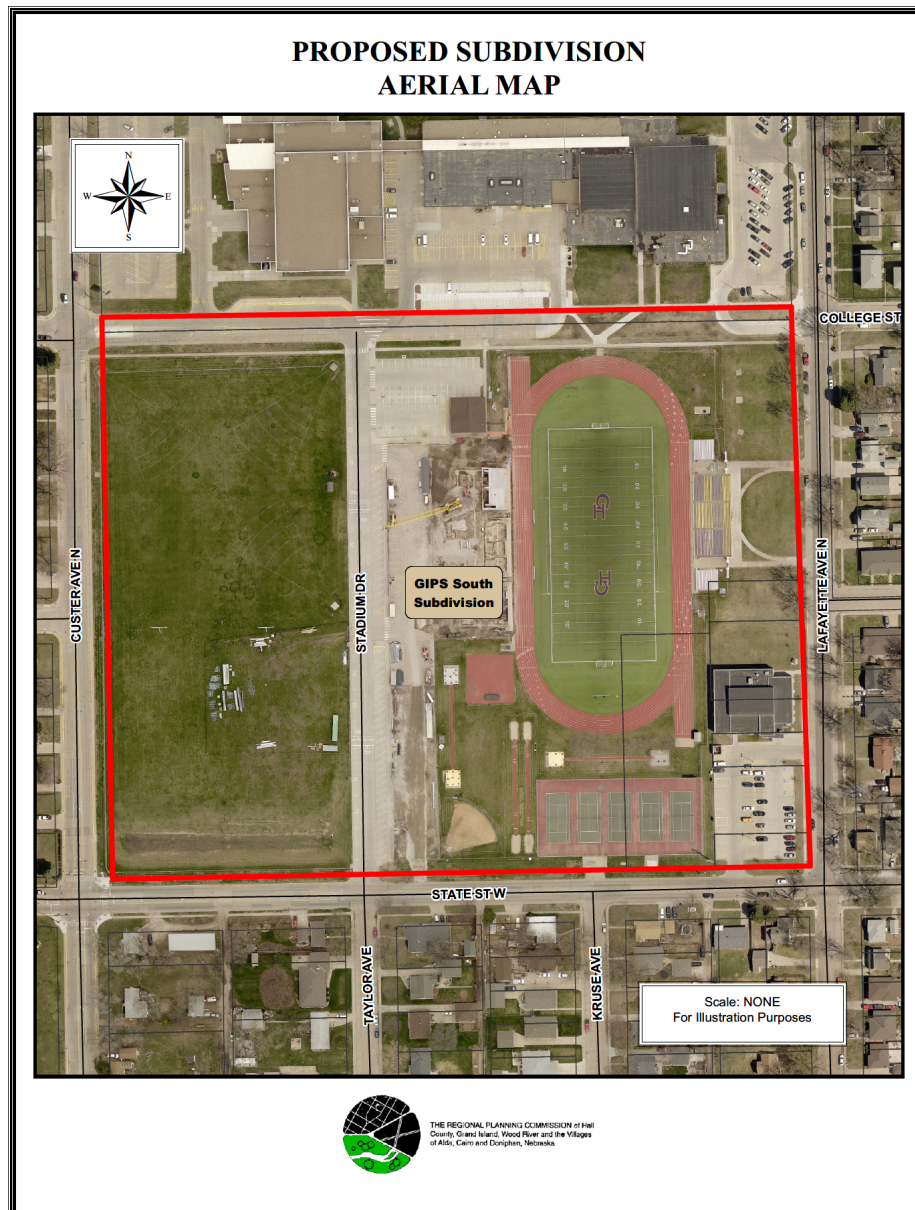 PROPOSED SUBDIVISION
AERIAL MAP
N
W E
S
COLLEGE ST
CUSTER AVE N
STADIUM DR
GIPS South
Subdivision
LAFAYETTE AVE N
STATE ST W
TAYLOR AVE
KRUSE AVE
Scale: NONE
For Illustration Purposes
THE REGIONAL PLANNING COMMISSION of Hall
County, Grand Island, Wood River and the Villages
of Alda, Cairo and Doniphan, Nebraska